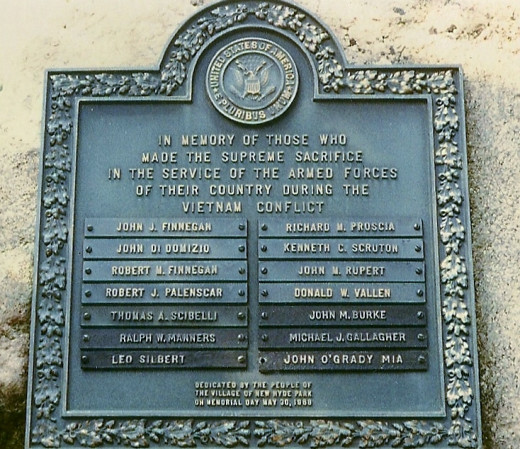 UNITED STATES OF AMERICA
E PLURIBUS UNUM
IN MEMORY OF THOSE WHO
MADE THE SUPREME SACRIFICE
IN THE SERVICE OF THE ARMED FORCES
OF THEIR COUNTRY DURING THE
VIETNAM CONFLICT
JOHN J. FINNEGAN
JOHN DI DOMIZIO
ROBERT M. FINNEGAN
ROBERT J. PALENSCAR
THOMAS A. SCIBELLI
RALPH W. MANNERS
LEO SILBERT
RICHARD M. PROSCIA
KENNETH C. SCRUTON
JOHN M. RUPERT
DONALD W. VALLEN
JOHN M. BURKE
MICHAEL J. GALLAGHER
JOHN O'GRADY MIA
DEDICATED BY THE PEOPLE OF
THE VILLAGE OF NEW HYDE PARK
ON MEMORIAL DAY MAY 30, 1969